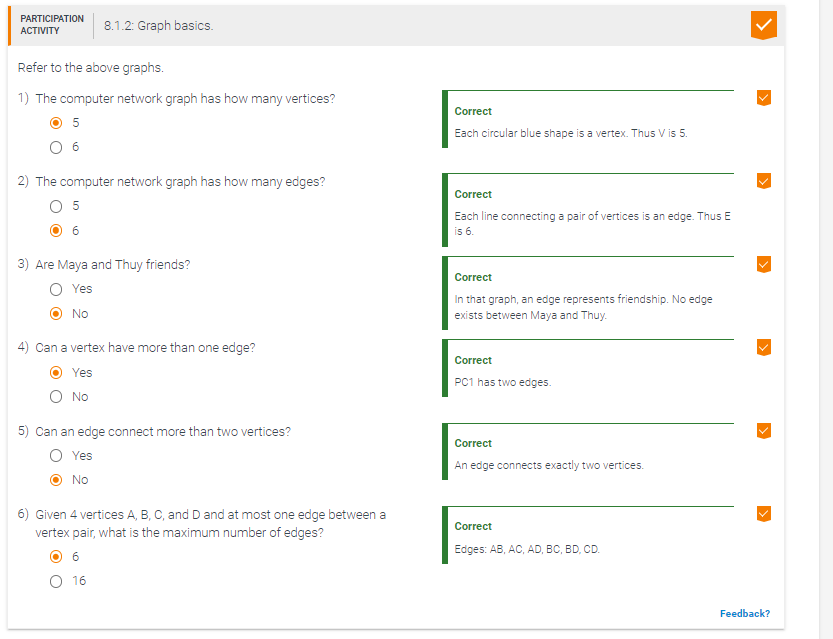 PARTICIPATION
ACTIVITY
8.1.2: Graph basics.
Refer to the above graphs.
1) The computer network graph has how many vertices?
5
6
Correct
Each circular blue shape is a vertex. Thus V is 5.
2) The computer network graph has how many edges?
5
6
Correct
Each line connecting a pair of vertices is an edge. Thus E
is 6.
3) Are Maya and Thuy friends?
Yes
No
Correct
In that graph, an edge represents friendship. No edge
exists between Maya and Thuy.
4) Can a vertex have more than one edge?
Yes
No
Correct
PC1 has two edges.
5) Can an edge connect more than two vertices?
Yes
No
Correct
An edge connects exactly two vertices.
6) Given 4 vertices A, B, C, and D and at most one edge between a
vertex pair, what is the maximum number of edges?
6
16
Correct
Edges: AB, AC, AD, BC, BD, CD.
Feedback?